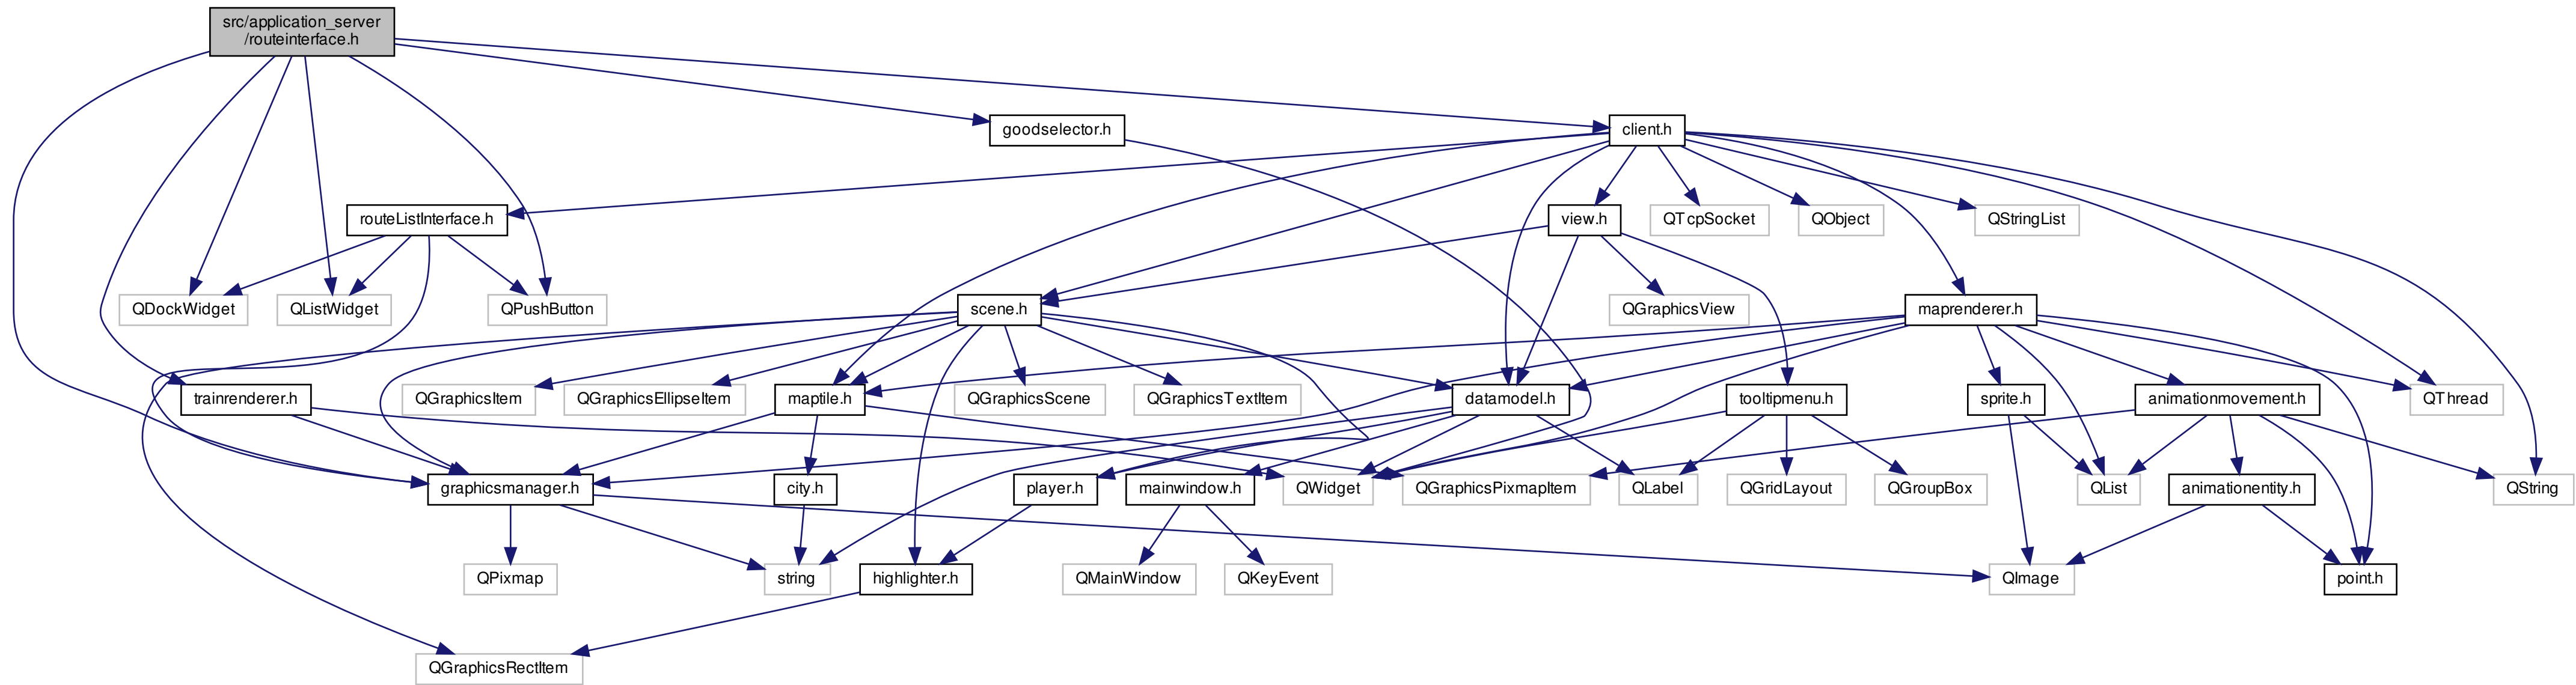 src/application_server
/routeinterface.h
goodselector.h
client.h
routeListInterface.h
view.h
QTcpSocket
QObject
QStringList
QDockWidget
QListWidget
QPushButton
scene.h
QGraphicsView
maprenderer.h
trainrenderer.h
QGraphicsItem
QGraphicsEllipseItem
maptile.h
QGraphicsScene
QGraphicsTextItem
datamodel.h
tooltipmenu.h
sprite.h
animationmovement.h
QThread
graphicsmanager.h
city.h
player.h
mainwindow.h
QWidget
QGraphicsPixmapItem
QLabel
QGridLayout
QGroupBox
QList
animationentity.h
QString
QPixmap
string
highlighter.h
QMainWindow
QKeyEvent
QImage
point.h
QGraphicsRectItem